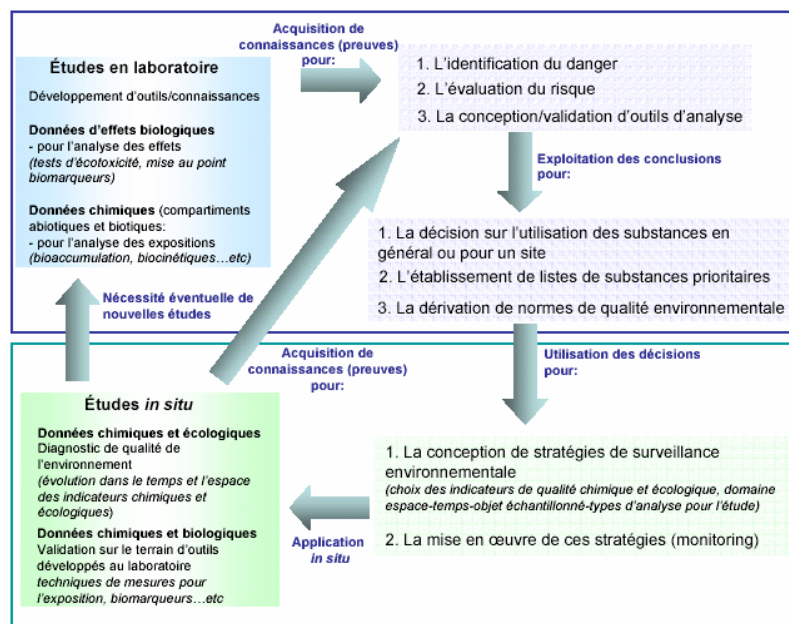 Acquisition de
connaissances (preuves)
pour:
Études en laboratoire
Développement d'outils/connaissances
Données d'effets biologiques
- pour l'analyse des effets
(tests d'écotoxicité, mise au point
biomarqueurs)
Données chimiques (compartiments
abiotiques et biotiques:
- pour l'analyse des expositions
(bioaccumulation, biocinétiques…etc)
1. L'identification du danger
2. L'évaluation du risque
3. La conception/validation d'outils d'analyse
Exploitation des conclusions
pour:
1. La décision sur l'utilisation des substances en
général ou pour un site
2. L'établissement de listes de substances prioritaires
3. La dérivation de normes de qualité environnementale
Nécessité éventuelle de
nouvelles études
Acquisition de
connaissances (preuves)
pour:
Utilisation des décisions
pour:
Études in situ
Données chimiques et écologiques
Diagnostic de qualité de
l'environnement
(évolution dans le temps et l'espace
des indicateurs chimiques et
écologiques)
Données chimiques et biologiques
Validation sur le terrain d'outils
développés au laboratoire
techniques de mesures pour
l'exposition, biomarqueurs…etc
1. La conception de stratégies de surveillance
environnementale
(choix des indicateurs de qualité chimique et écologique, domaine
espace-temps-objet échantillonné-types d'analyse pour l'étude)
2. La mise en œuvre de ces stratégies (monitoring)
Application
in situ